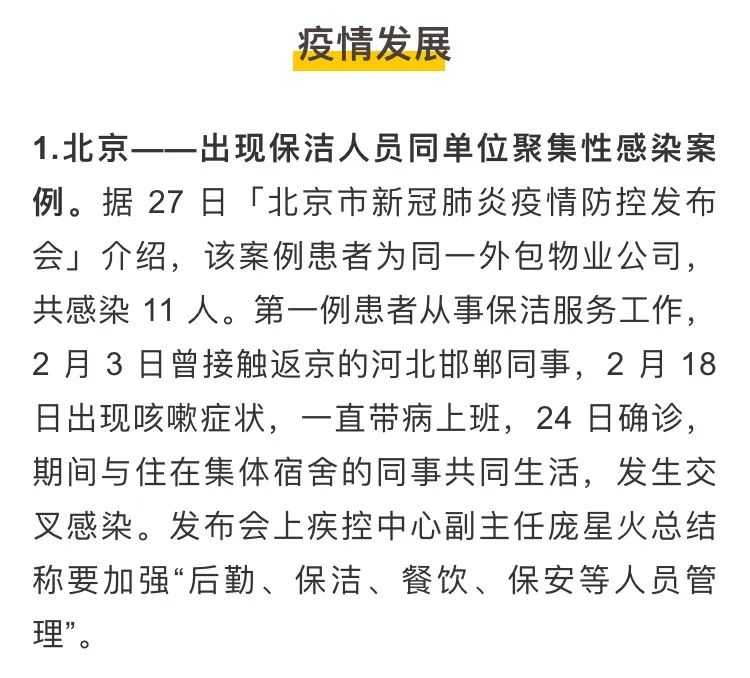 疫情发展
1.北京——出现保洁人员同单位聚集性感染案
例。据 27 日「北京市新冠肺炎疫情防控发布
会」介绍，该案例患者为同一外包物业公司，
共感染 11 人。第一例患者从事保洁服务工作，
2 月 3 日曾接触返京的河北邯郸同事，2 月 18
日出现咳嗽症状，一直带病上班，24 日确诊，
期间与住在集体宿舍的同事共同生活，发生交
叉感染。发布会上疾控中心副主任庞星火总结
称要加强“后勤、保洁、餐饮、保安等人员管
理”。